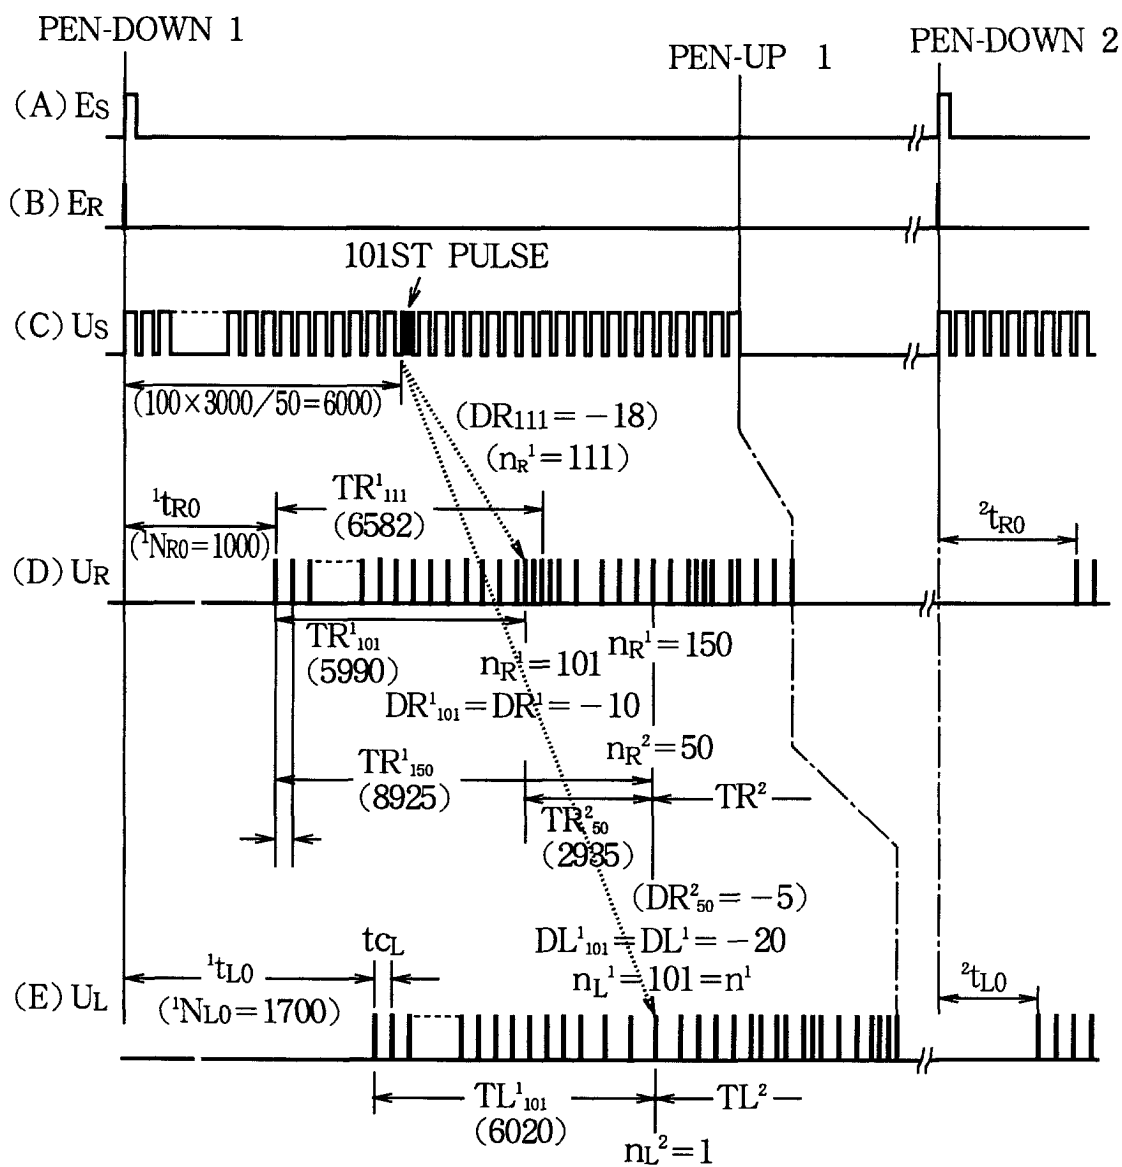 PEN-DOWN 1
PEN-UP 1
PEN-DOWN 2
(A) ES
(B) ER
101ST PULSE
(C) US
(100×3000/50=6000)
(DR111=−18)
(nR¹=111)
¹tR0
(¹NR0=1000)
TR¹111
(6582)
²tR0
(D) UR
TR¹101
(5990)
nR¹=101
nR¹=150
DR¹101=DR¹=−10
nR²=50
TR¹150
(8925)
TR²
TR²50
(2935)
(DR²50=−5)
tcL
DL¹101=DL¹=−20
nL¹=101=n¹
¹tL0
(¹NL0=1700)
²tL0
(E) UL
TL¹101
(6020)
TL²
nL²=1